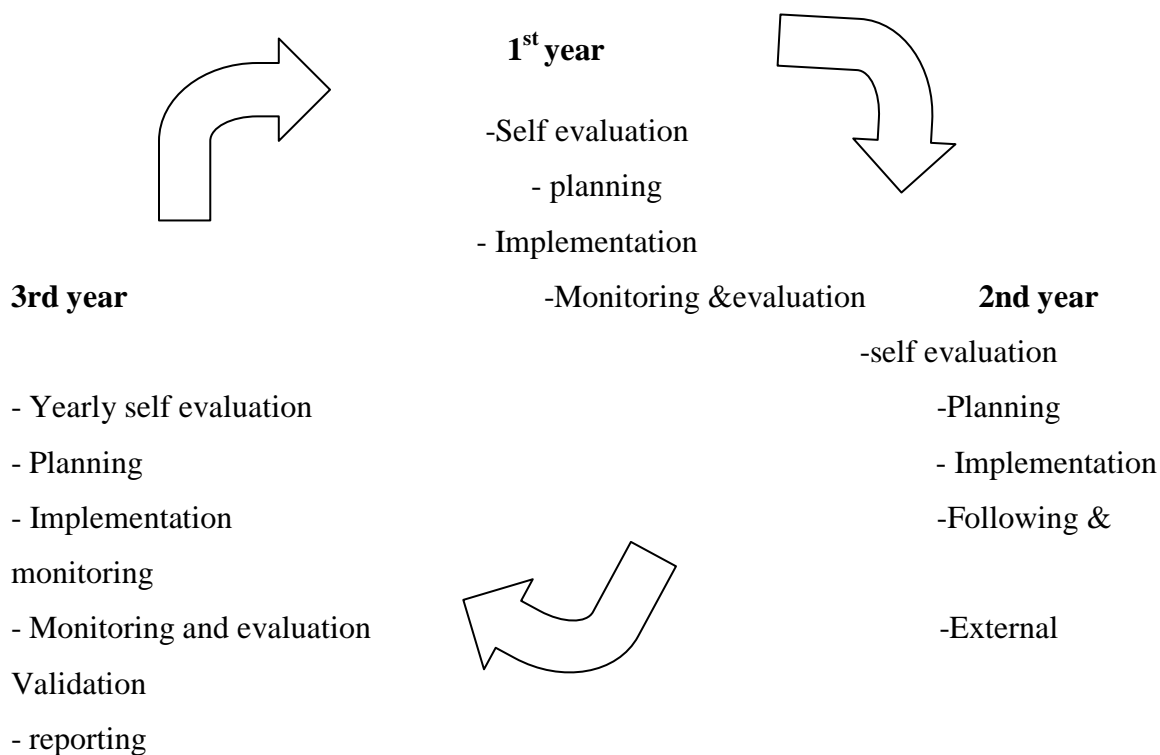 1st year
-Self evaluation
- planning
- Implementation
3rd year -Monitoring &evaluation 2nd year
-self evaluation
- Yearly self evaluation -Planning
- Planning - Implementation
- Implementation -Following &
monitoring
- Monitoring and evaluation -External
Validation
- reporting